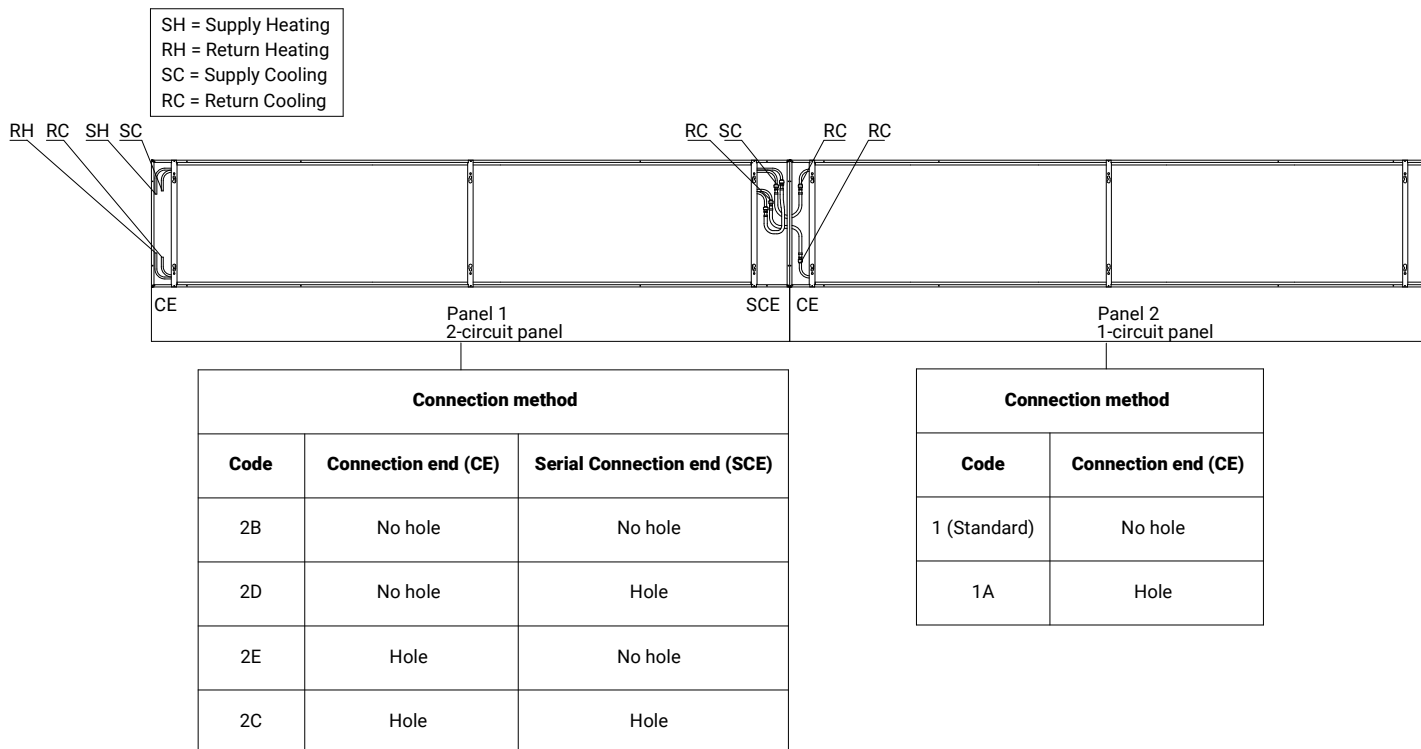 SH = Supply Heating
RH = Return Heating
SC = Supply Cooling
RC = Return Cooling
RH RC SH SC RC SC RC RC
CE SCE CE
Panel 1
2-circuit panel
Panel 2
1-circuit panel
Connection method
Code Connection end (CE) Serial Connection end (SCE)
2B No hole No hole
2D No hole Hole
2E Hole No hole
2C Hole Hole
Connection method
Code Connection end (CE)
1 (Standard) No hole
1A Hole